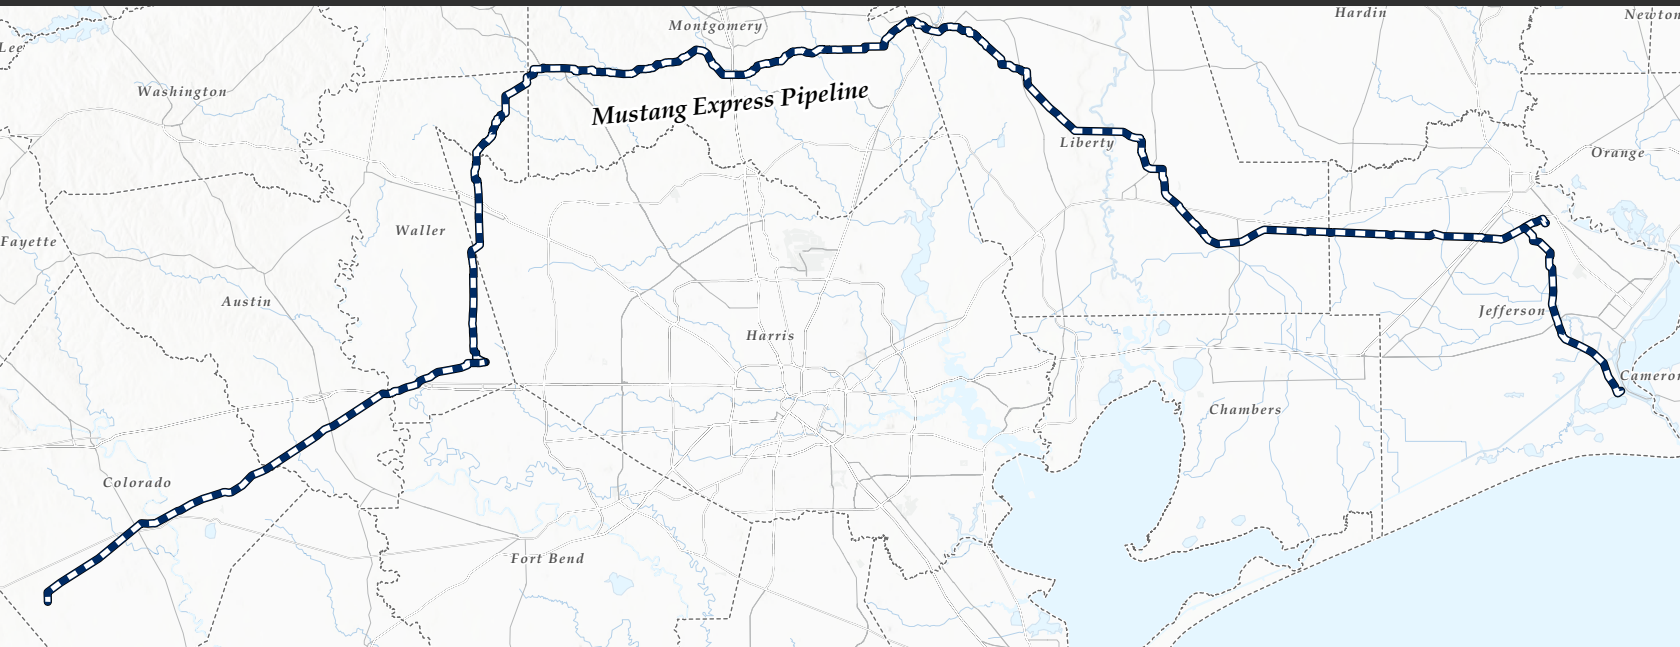 Montgomery
Hardin
Newton
Lee
Washington
Mustang Express Pipeline
Liberty
Orange
Waller
Fayette
Austin
Jefferson
Harris
Cameron
Chambers
Colorado
Fort Bend